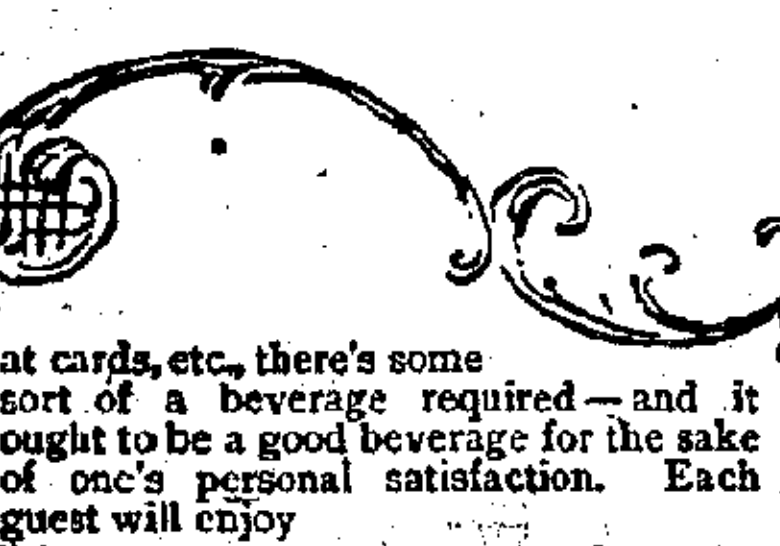 at cards, etc., there's some
sort of a beverage required — and it
ought to be a good beverage for the sake
of one's personal satisfaction. Each
guest will enjoy